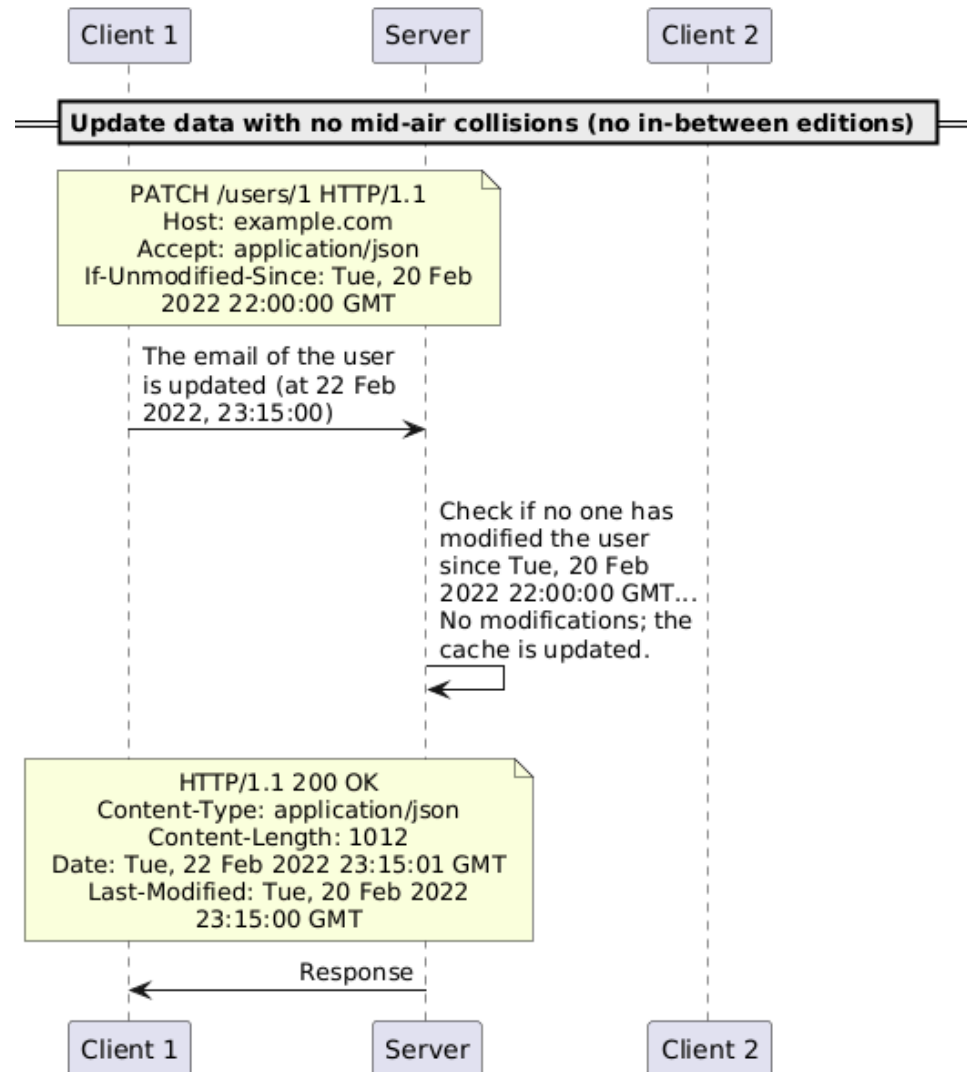 Client 1
Server
Client 2
Update data with no mid-air collisions (no in-between editions)
PATCH /users/1 HTTP/1.1
Host: example.com
Accept: application/json
If-Unmodified-Since: Tue, 20 Feb
2022 22:00:00 GMT
The email of the user
is updated (at 22 Feb
2022, 23:15:00)
Check if no one has
modified the user
since Tue, 20 Feb
2022 22:00:00 GMT...
No modifications; the
cache is updated.
HTTP/1.1 200 OK
Content-Type: application/json
Content-Length: 1012
Date: Tue, 22 Feb 2022 23:15:01 GMT
Last-Modified: Tue, 20 Feb 2022
23:15:00 GMT
Response
Client 1
Server
Client 2